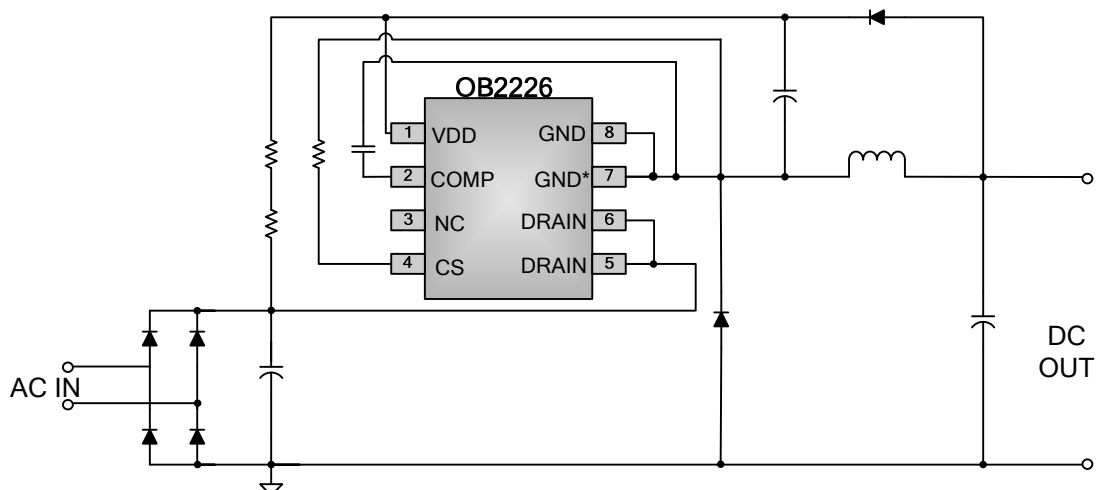 OB2226
1 VDD GND 8
2 COMP GND* 7
3 NC DRAIN 6
4 CS DRAIN 5
AC IN
DC
OUT